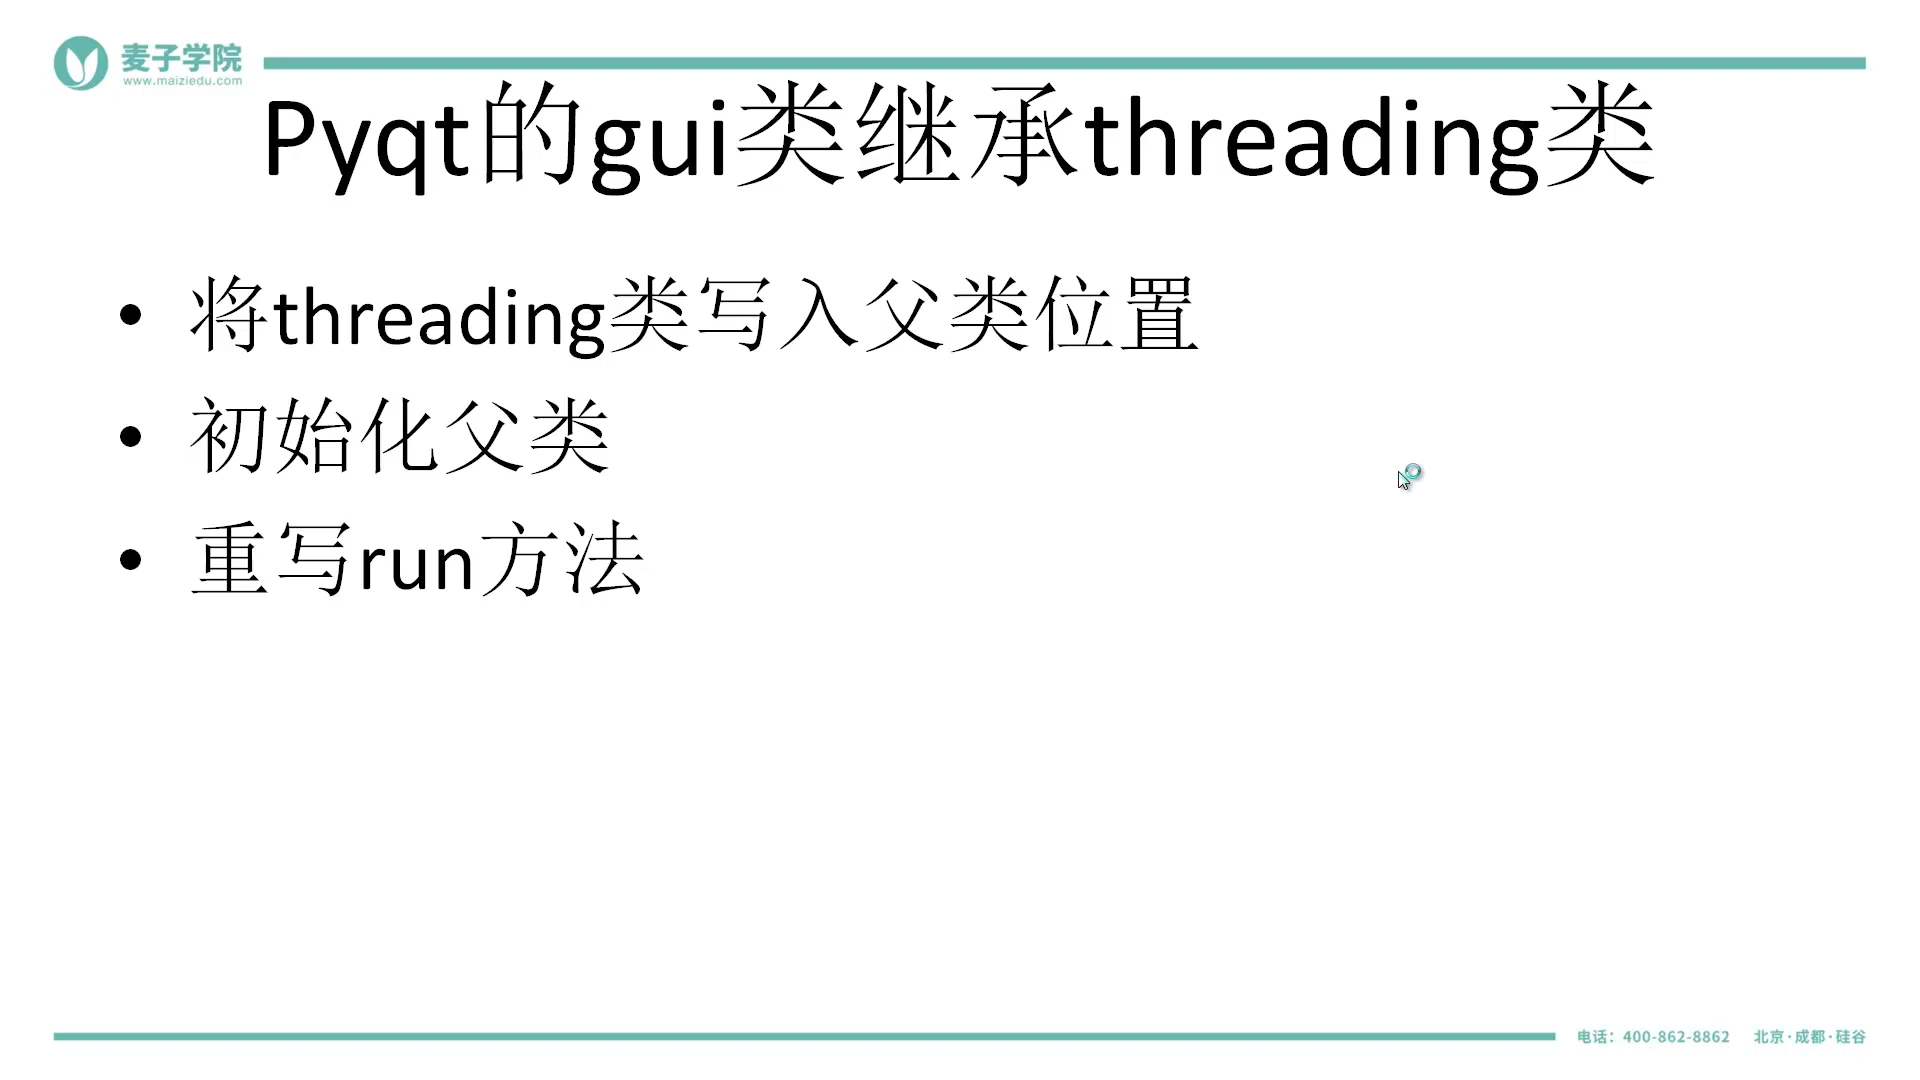 麦子学院
www.maiziedu.com
Pyqt的gui类继承threading类
• 将threading类写入父类位置
• 初始化父类
• 重写run方法
电话：400-862-8862 北京·成都·硅谷